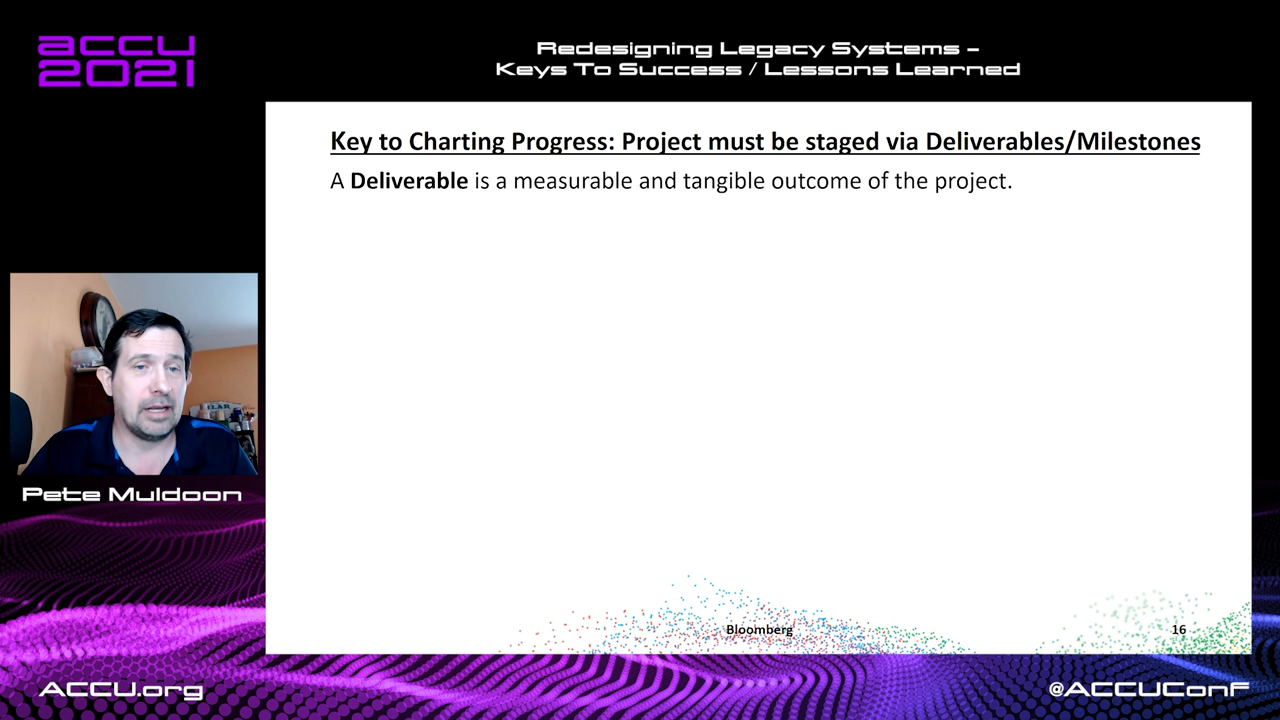 accu
2021
Redesigning Legacy Systems –
Keys To Success / Lessons Learned
Key to Charting Progress: Project must be staged via Deliverables/Milestones
A Deliverable is a measurable and tangible outcome of the project.
Pete Muldoon
Bloomberg
16
ACCU.org
@ACCUConf